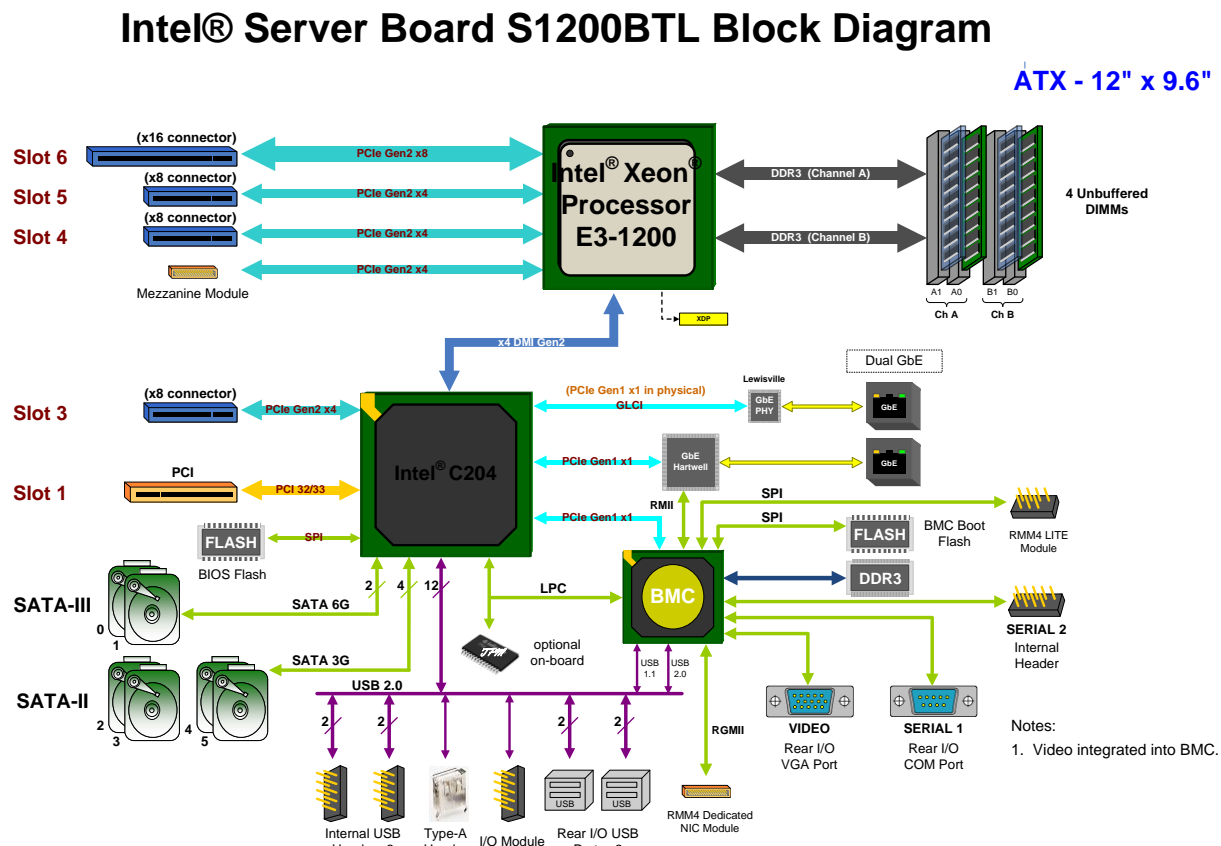 Intel® Server Board S1200BTL Block Diagram
ATX - 12" x 9.6"
Slot 6
(x16 connector)
PCIe Gen2 x8
Slot 5
(x8 connector)
PCIe Gen2 x4
Slot 4
(x8 connector)
PCIe Gen2 x4
PCIe Gen2 x4
Mezzanine Module
Intel® Xeon®
Processor
E3-1200
DDR3 (Channel A)
DDR3 (Channel B)
4 Unbuffered
DIMMs
A1 A0 B1 B0
Ch A Ch B
XDP
x4 DMI Gen2
Slot 3
(x8 connector)
PCIe Gen2 x4
Slot 1
PCI
PCI 32/33
Intel® C204
(PCIe Gen1 x1 in physical)
GLCI
Lewisville
GbE
PHY
Dual GbE
GbE
PCIe Gen1 x1
GbE
Hartwell
GbE
RMII
PCIe Gen1 x1
SPI
SPI
RMM4 LITE
Module
FLASH
BMC Boot
Flash
DDR3
BMC
FLASH
SPI
BIOS Flash
2 4 12
LPC
SATA-III
0
1
SATA 6G
SATA 3G
SATA-II
2
3
4
5
TPM
optional
on-board
USB
1.1
USB
2.0
SERIAL 2
Internal
Header
USB 2.0
2 2 2 2
RGMII
VIDEO
Rear I/O
VGA Port
SERIAL 1
Rear I/O
COM Port
Notes:
1. Video integrated into BMC.
USB USB
RMM4 Dedicated
NIC Module
Internal USB
Type-A
I/O Module
Rear I/O USB